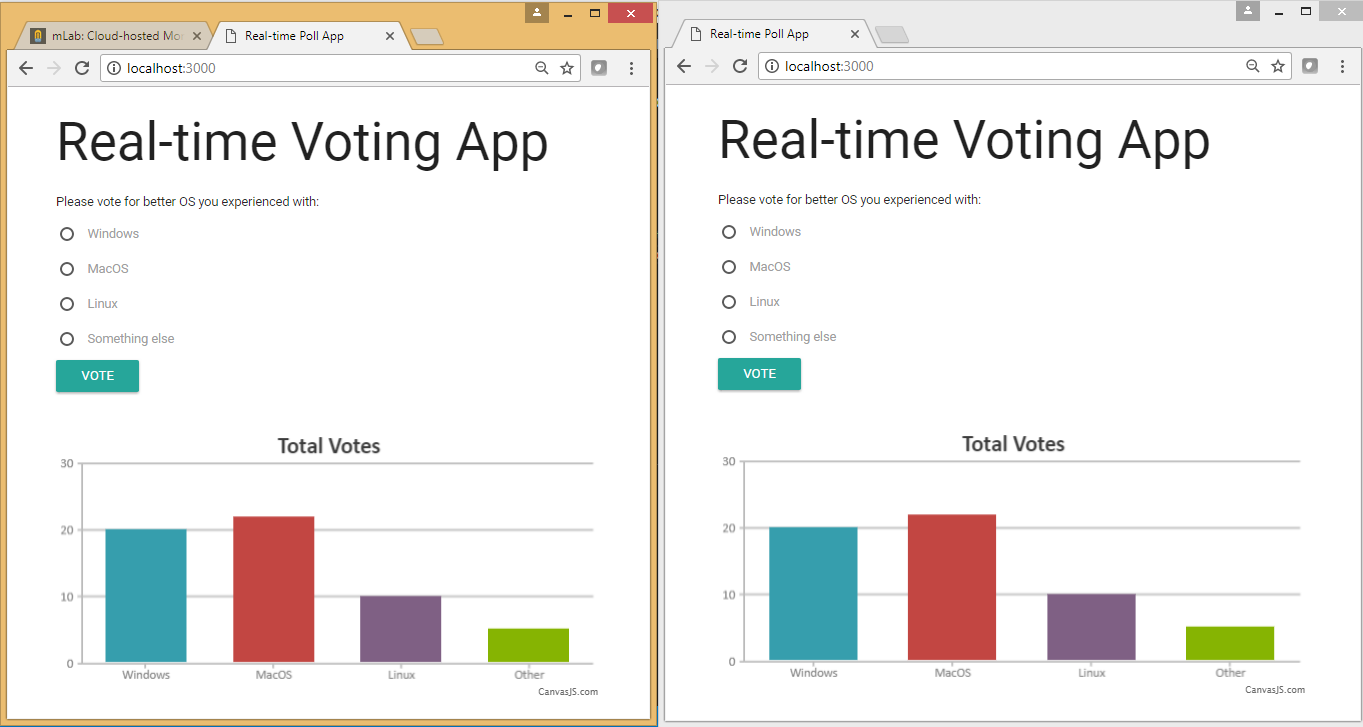 mLab: Cloud-hosted Mo
Real-time Poll App
localhost:3000
Real-time Voting App
Please vote for better OS you experienced with:
Windows
MacOS
Linux
Something else
VOTE
Total Votes
30
20
10
0
Windows MacOS Linux Other
CanvasJS.com
Real-time Poll App
localhost:3000
Real-time Voting App
Please vote for better OS you experienced with:
Windows
MacOS
Linux
Something else
VOTE
Total Votes
30
20
10
0
Windows MacOS Linux Other
CanvasJS.com